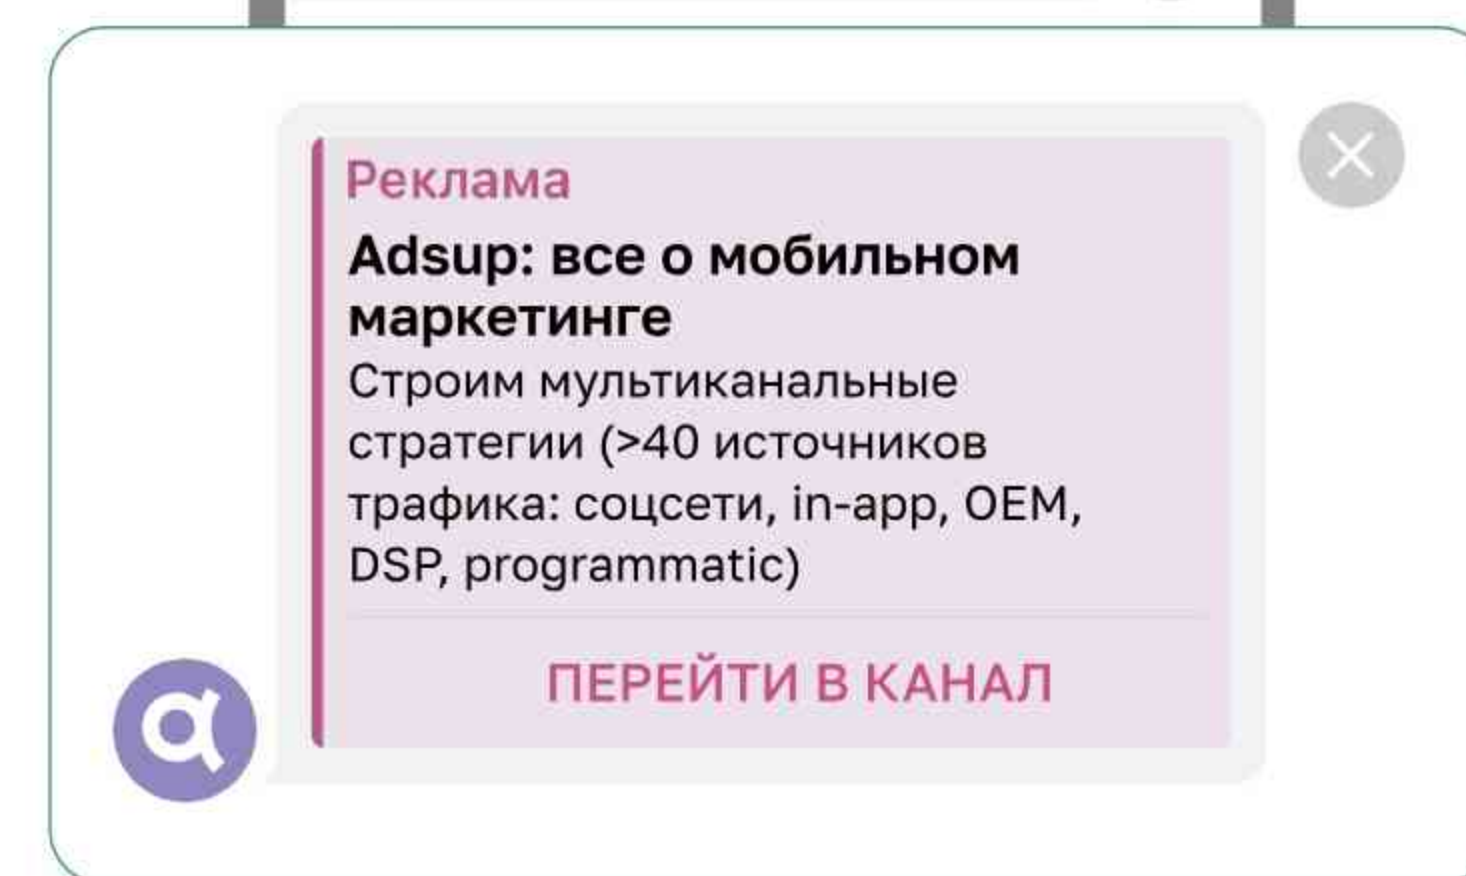 Реклама
Adsup: все о мобильном
маркетинге
Строим мультиканальные
стратегии (>40 источников
трафика: соцсети, in-app, OEM,
DSP, programmatic)
ПЕРЕЙТИ В КАНАЛ